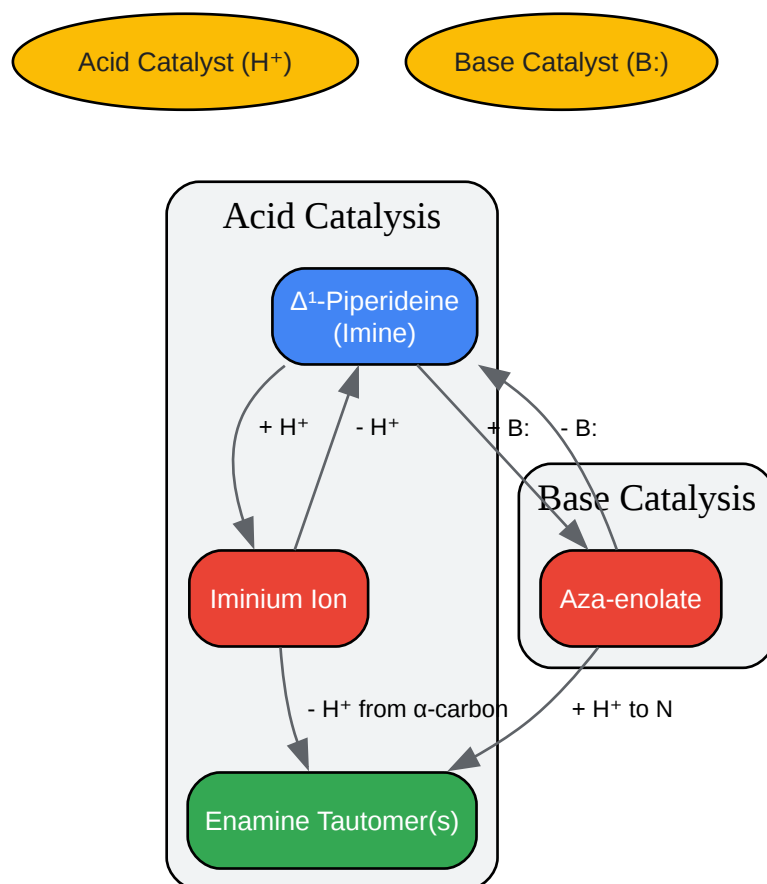 Acid Catalyst (H⁺)
Base Catalyst (B:)
Acid Catalysis
Δ¹-Piperideine
(Imine)
+ H⁺
- H⁺
+ B:
- B:
Base Catalysis
Iminium Ion
Aza-enolate
- H⁺ from α-carbon
+ H⁺ to N
Enamine Tautomer(s)